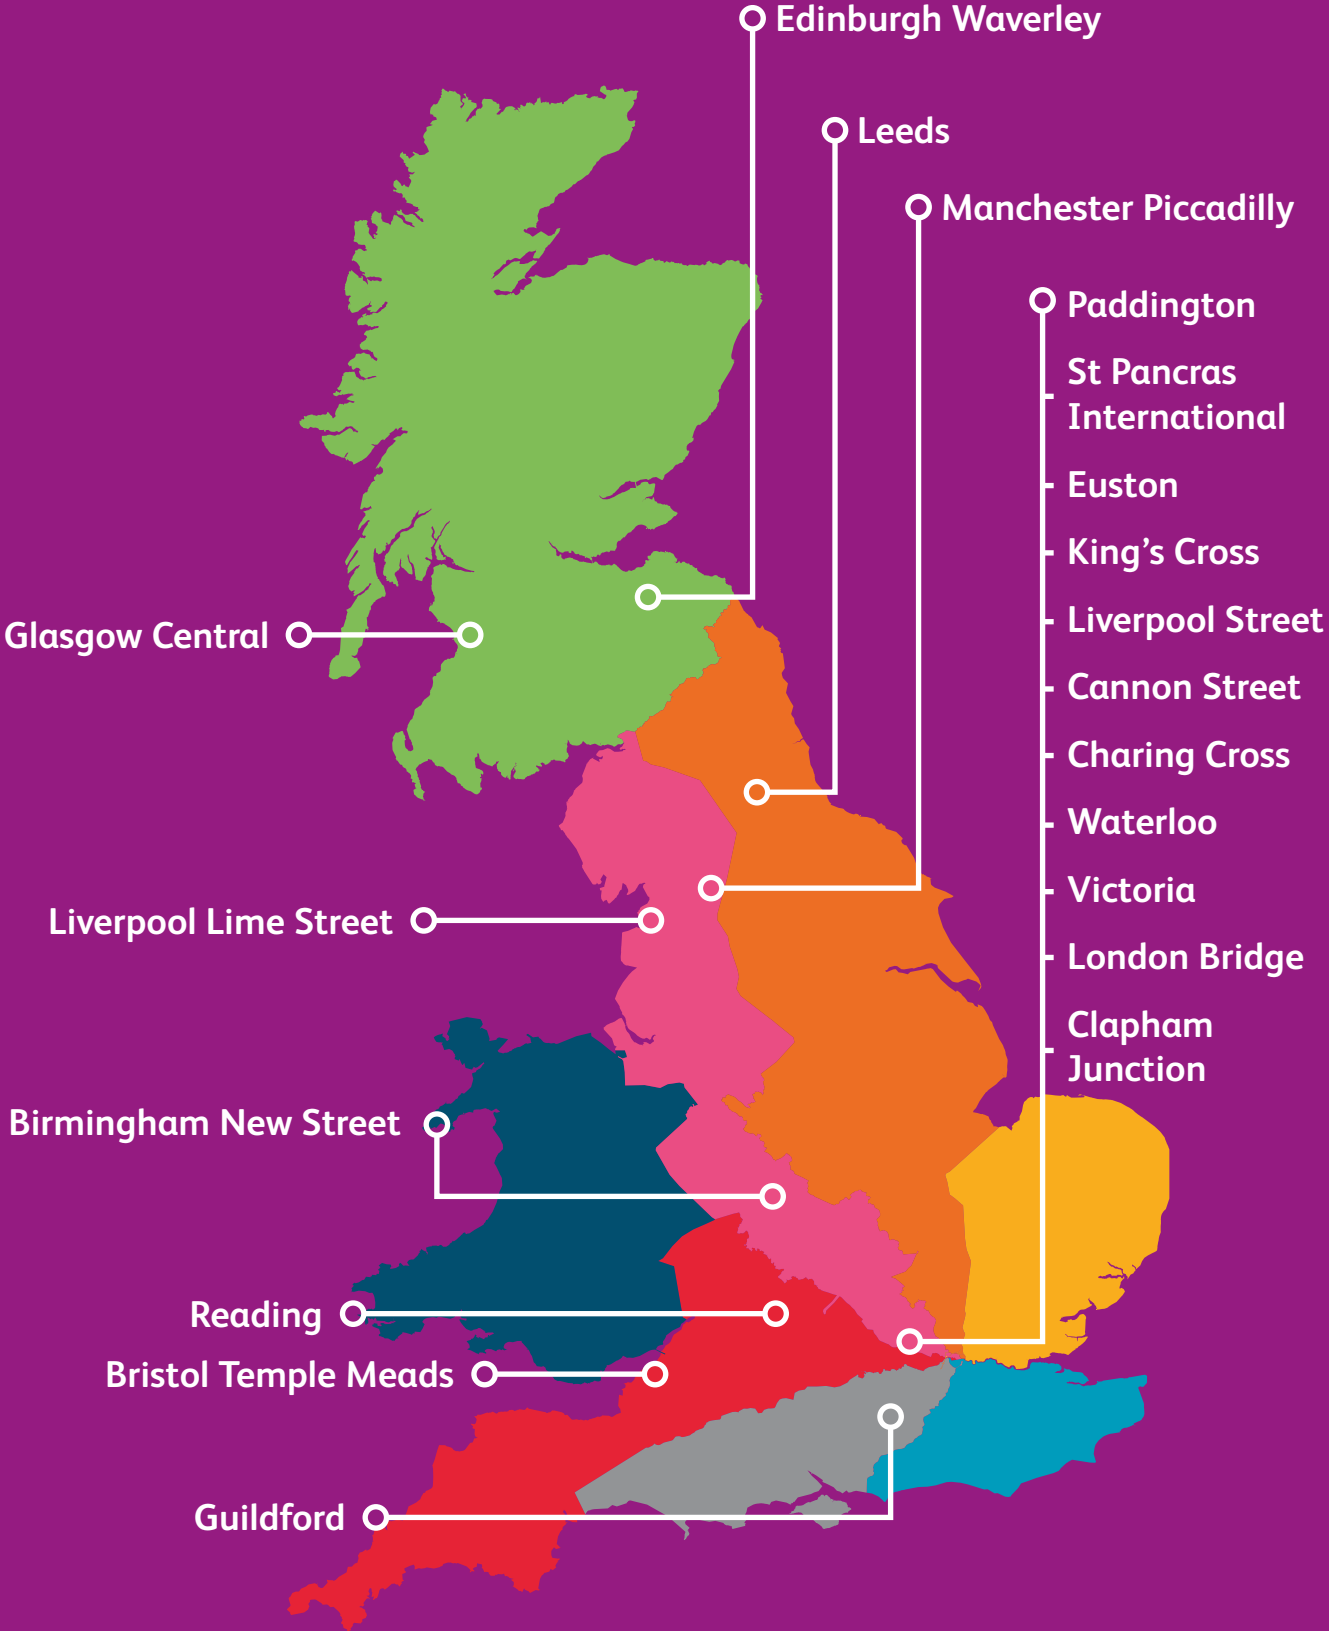 Edinburgh Waverley
Leeds
Manchester Piccadilly
Paddington
St Pancras
International
Euston
King’s Cross
Liverpool Street
Cannon Street
Charing Cross
Waterloo
Victoria
London Bridge
Clapham
Junction
Glasgow Central
Liverpool Lime Street
Birmingham New Street
Reading
Bristol Temple Meads
Guildford